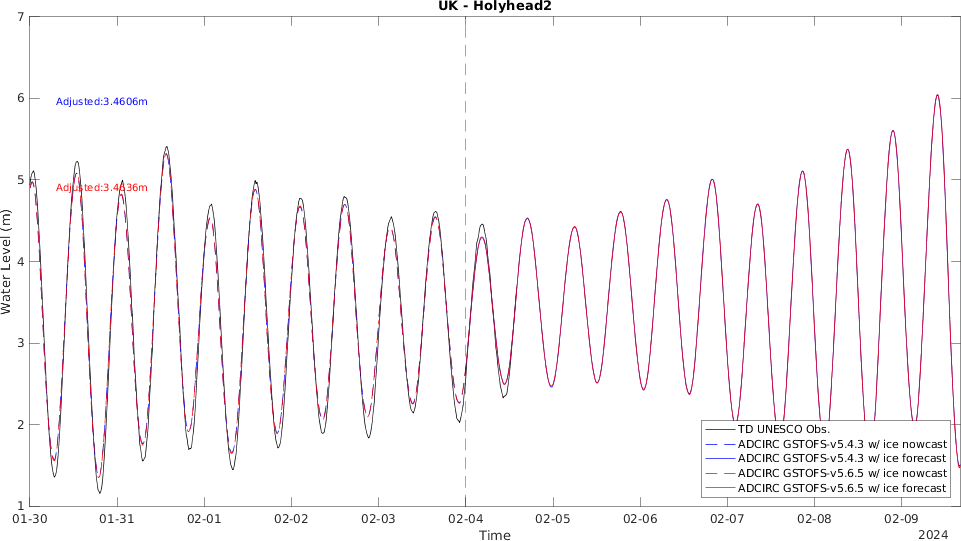 UK - Holyhead2
7
6
5
4
3
2
1
Water Level (m)
Adjusted:3.4606m
Adjusted:3.4636m
TD UNESCO Obs.
ADCIRC GSTOFS-v5.4.3 w/ ice nowcast
ADCIRC GSTOFS-v5.4.3 w/ ice forecast
ADCIRC GSTOFS-v5.6.5 w/ ice nowcast
ADCIRC GSTOFS-v5.6.5 w/ ice forecast
01-30 01-31 02-01 02-02 02-03 02-04 02-05 02-06 02-07 02-08 02-09
Time
2024